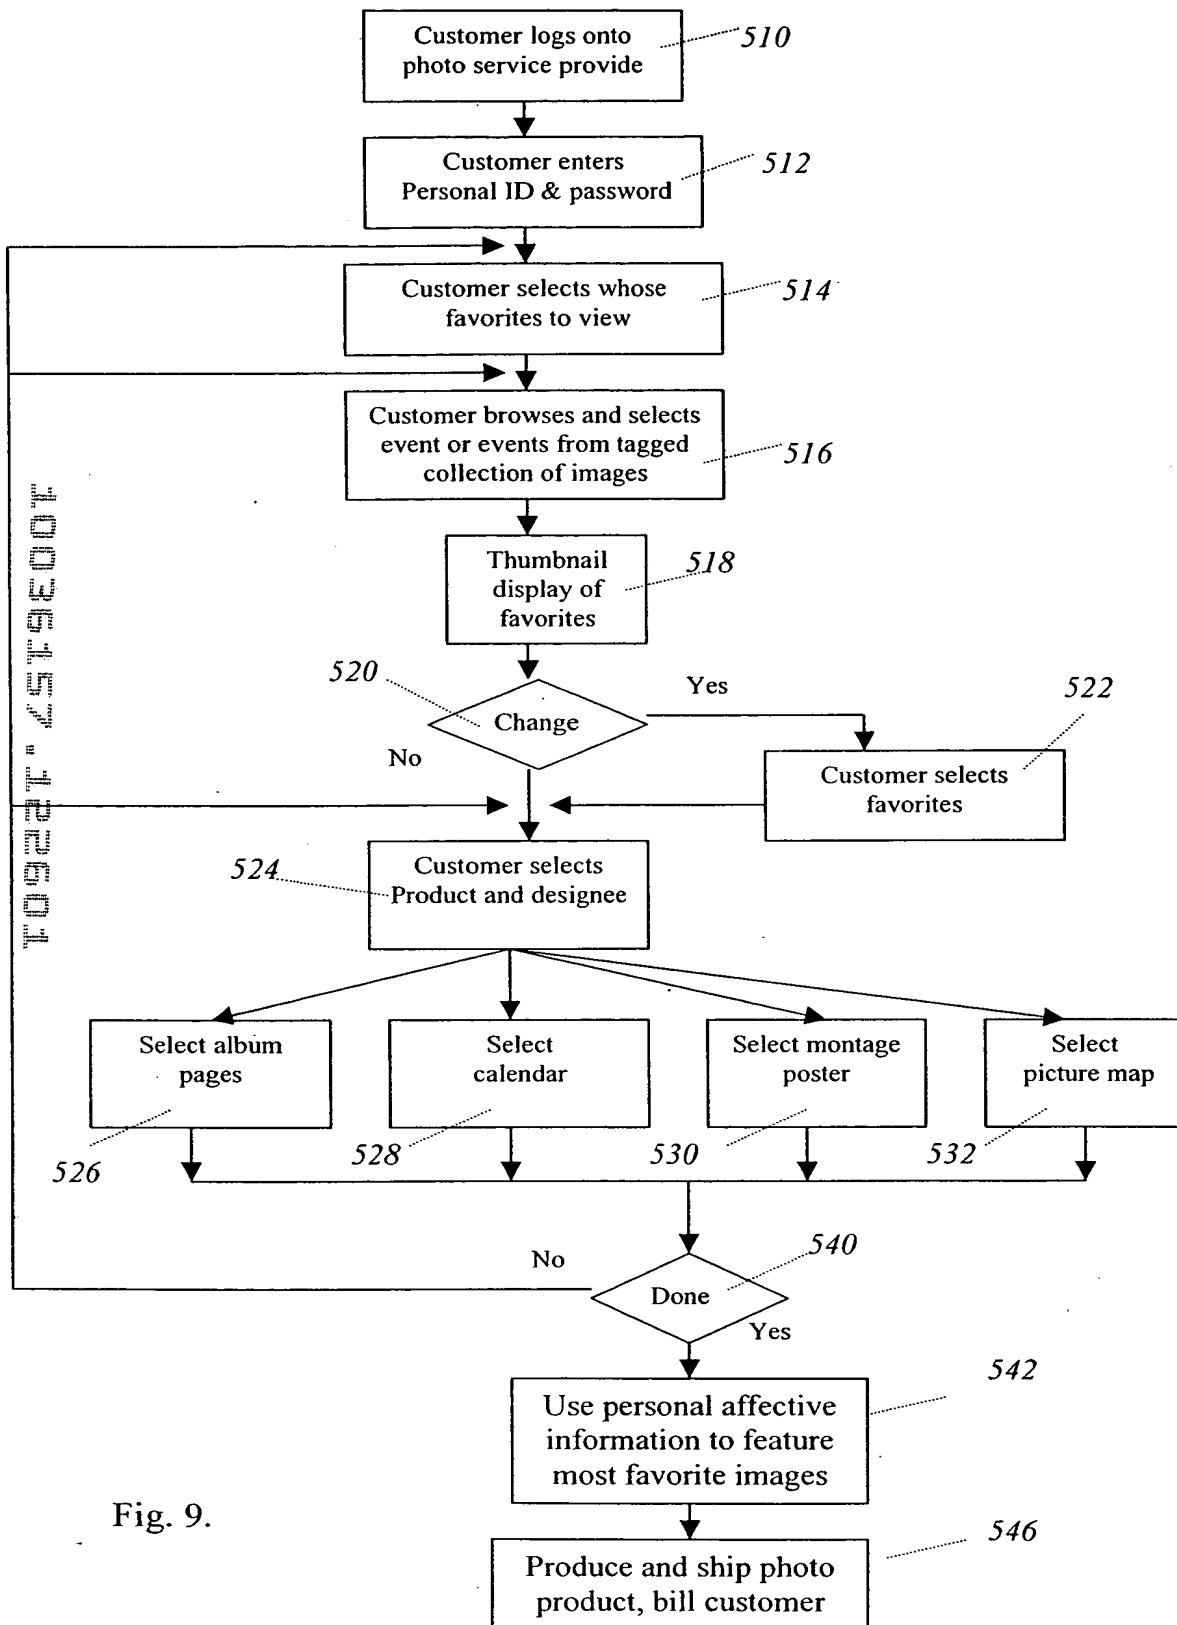 Customer logs onto
photo service provide
510
Customer enters
Personal ID & password
512
Customer selects whose
favorites to view
514
Customer browses and selects
event or events from tagged
collection of images
516
Thumbnail
display of
favorites
518
520
Change
Yes
No
522
Customer selects
favorites
524
Customer selects
Product and designee
Select album
pages
526
Select
calendar
528
Select montage
poster
530
Select
picture map
532
No
Done
540
Yes
Use personal affective
information to feature
most favorite images
542
Produce and ship photo
product, bill customer
546
Fig. 9.
10036157.122601